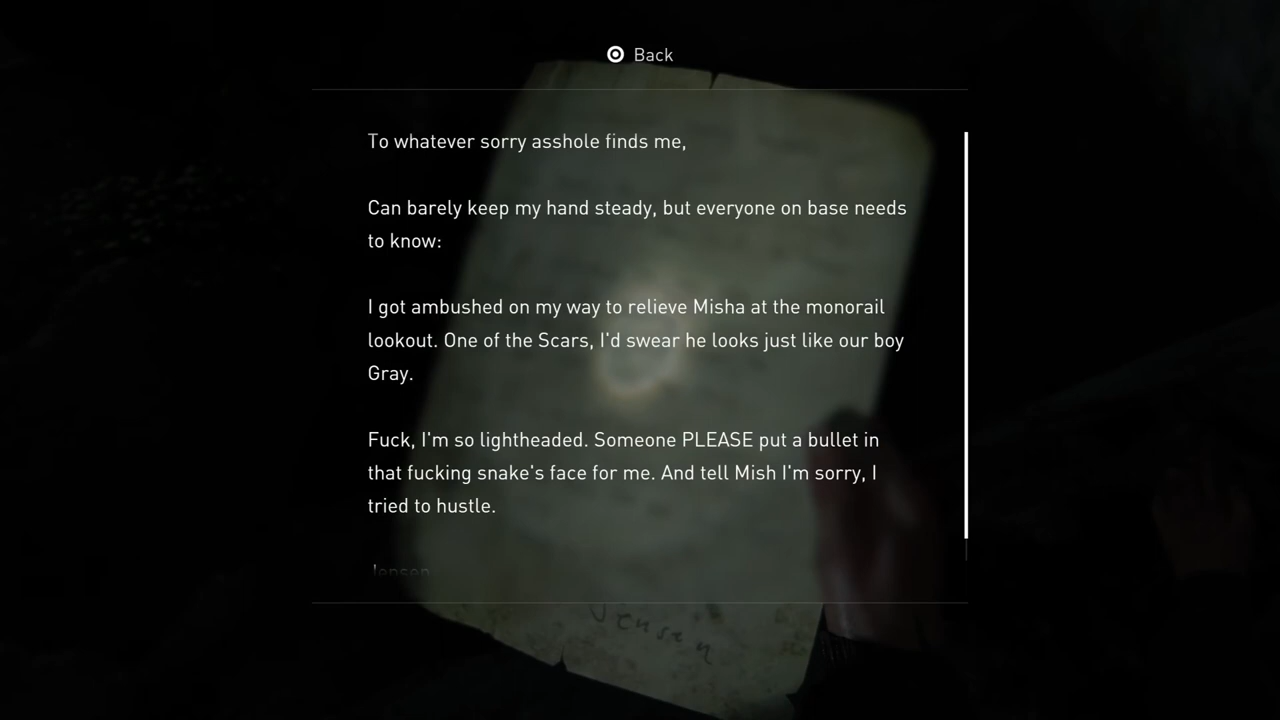 Back
To whatever sorry asshole finds me,
Can barely keep my hand steady, but everyone on base needs
to know:
I got ambushed on my way to relieve Misha at the monorail
lookout. One of the Scars, I'd swear he looks just like our boy
Gray.
Fuck, I'm so lightheaded. Someone PLEASE put a bullet in
that fucking snake's face for me. And tell Mish I'm sorry, I
tried to hustle.
Jensen
Jensen